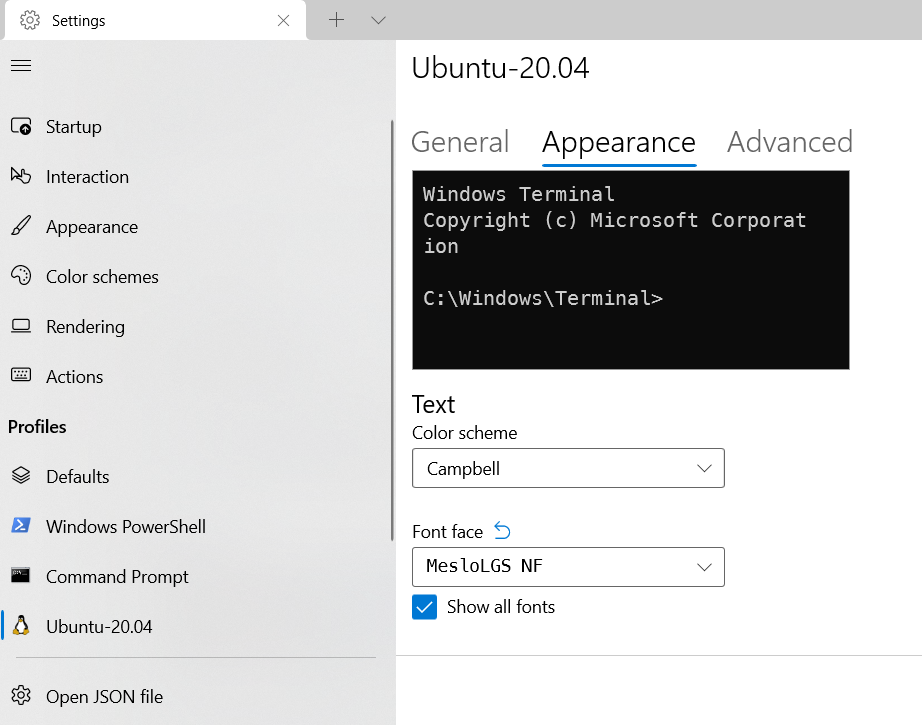 Settings
Startup
Interaction
Appearance
Color schemes
Rendering
Actions
Profiles
Defaults
Windows PowerShell
Command Prompt
Ubuntu-20.04
Open JSON file
Ubuntu-20.04
General Appearance Advanced
Windows Terminal
Copyright (c) Microsoft Corporat
ion
C:\Windows\Terminal>
Text
Color scheme
Campbell
Font face
MesloLGS NF
Show all fonts